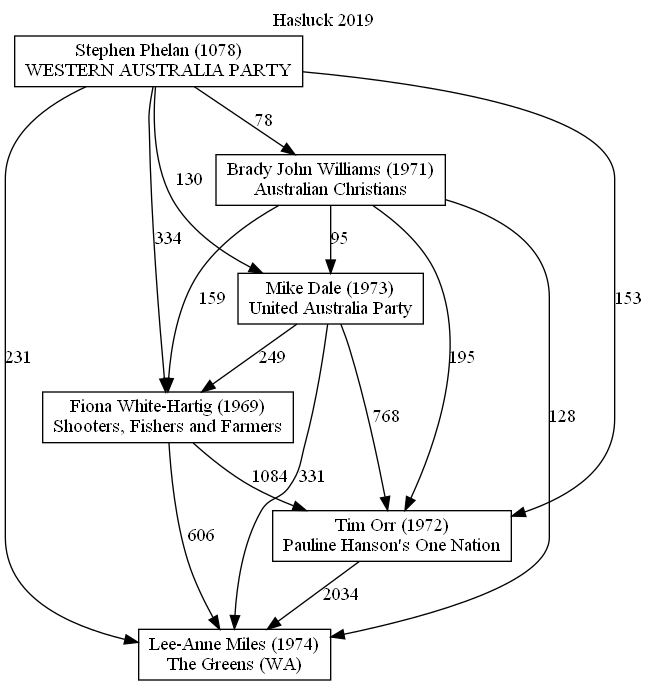 Hasluck 2019
Stephen Phelan (1078)
WESTERN AUSTRALIA PARTY
78
Brady John Williams (1971)
Australian Christians
130
334
95
Mike Dale (1973)
United Australia Party
159
153
231
249
195
Fiona White-Hartig (1969)
Shooters, Fishers and Farmers
768
128
1084
331
Tim Orr (1972)
Pauline Hanson's One Nation
606
2034
Lee-Anne Miles (1974)
The Greens (WA)